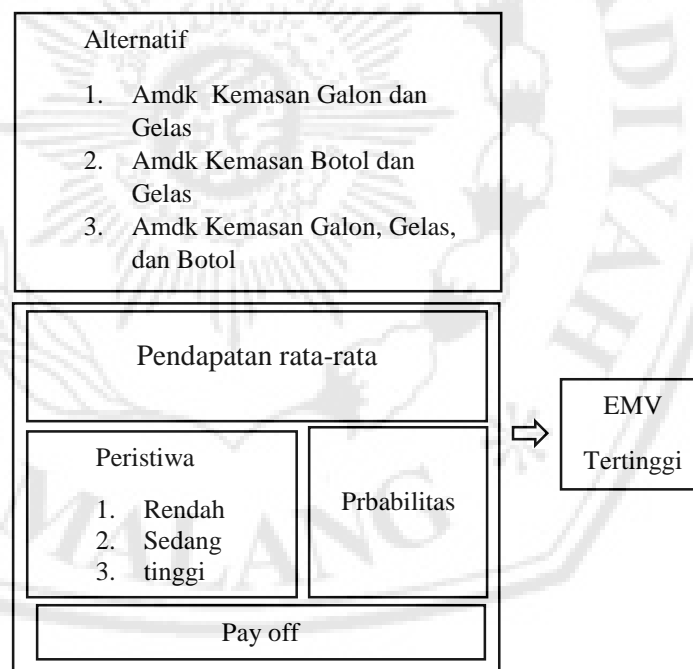 Alternatif
1. Amdk Kemasan Galon dan
Gelas
2. Amdk Kemasan Botol dan
Gelas
3. Amdk Kemasan Galon, Gelas,
dan Botol
Pendapatan rata-rata
Peristiwa
1. Rendah
2. Sedang
3. tinggi
Prbabilitas
Pay off
EMV
Tertinggi
MALANG